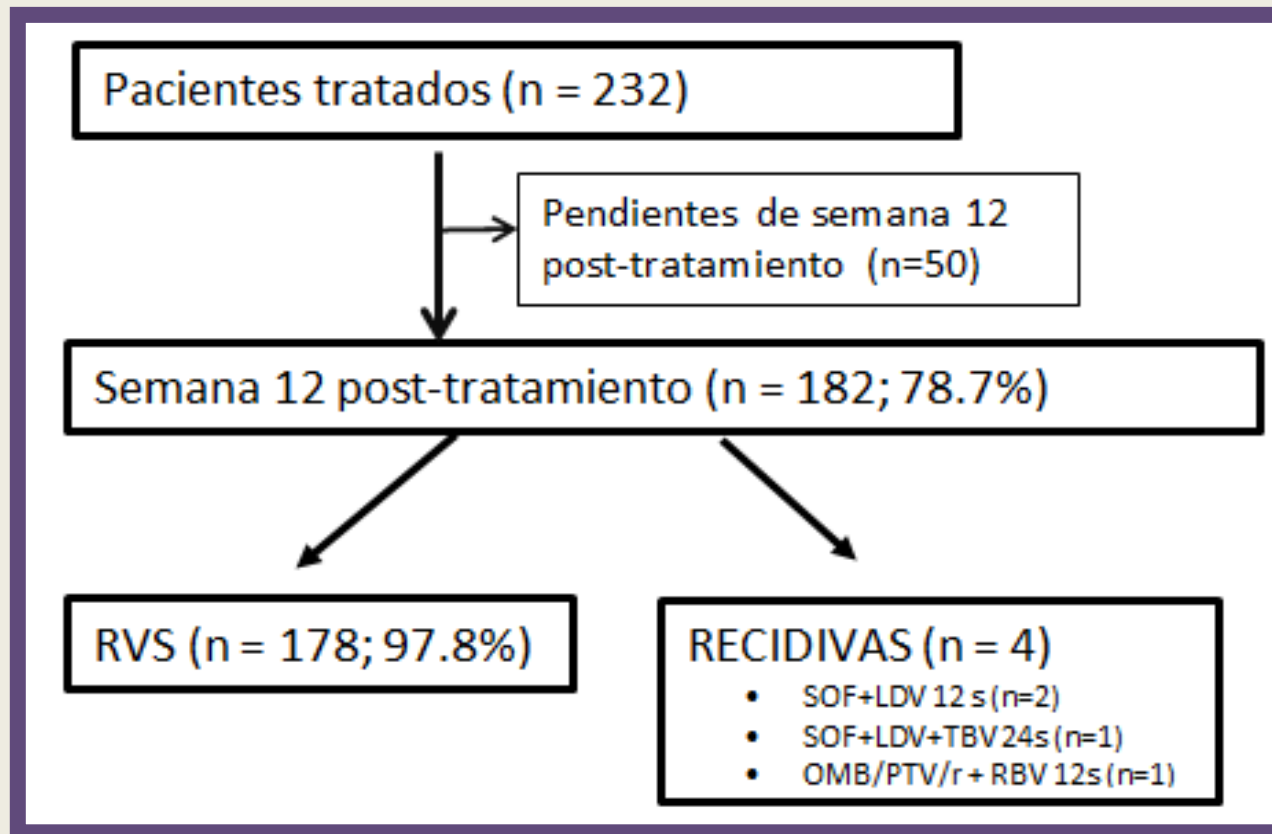 Pacientes tratados (n = 232)
Pendientes de semana 12
post-tratamiento (n=50)
Semana 12 post-tratamiento (n = 182; 78.7%)
RVS (n = 178; 97.8%)
RECIDIVAS (n = 4)
• SOF+LDV 12 s (n=2)
• SOF+LDV+TBV 24s (n=1)
• OMB/PTV/r + RBV 12s (n=1)